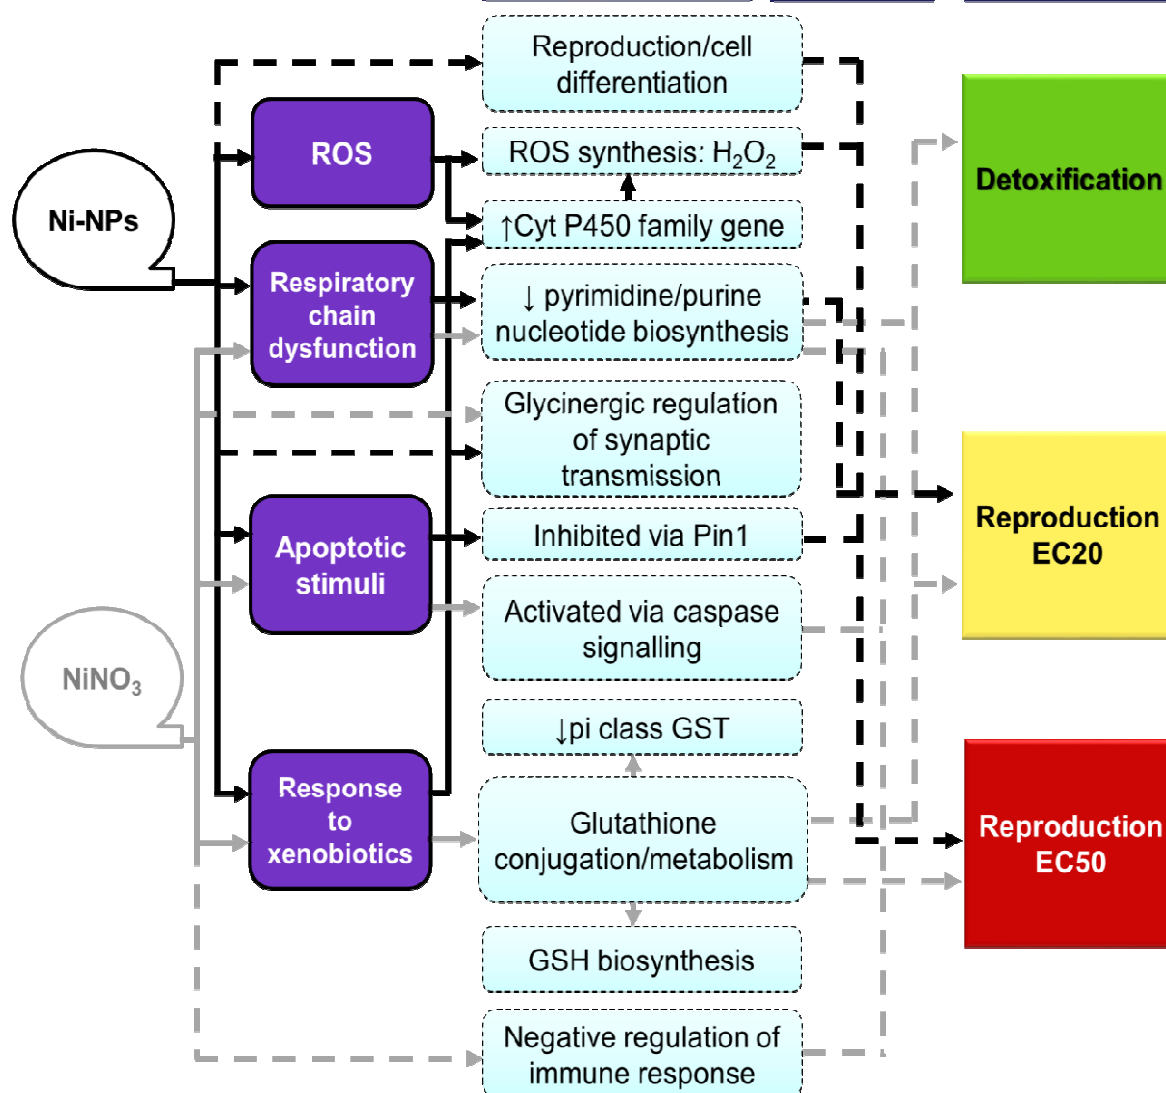 Reproduction/cell
differentiation
ROS
ROS synthesis: H₂O₂
Detoxification
Ni-NPs
↑Cyt P450 family gene
Respiratory
chain
dysfunction
↓ pyrimidine/purine
nucleotide biosynthesis
Glycinergic regulation
of synaptic
transmission
Apoptotic
stimuli
Inhibited via Pin1
Reproduction
EC20
Activated via caspase
signalling
NiNO₃
↓pi class GST
Response
to
xenobiotics
Glutathione
conjugation/metabolism
Reproduction
EC50
GSH biosynthesis
Negative regulation of
immune response